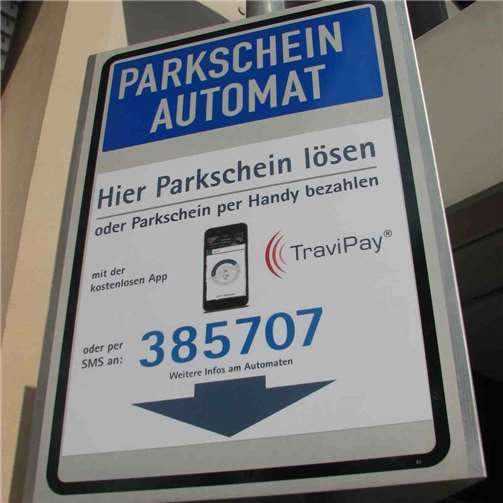 PARKSCHEIN
AUTOMAT
Hier Parkschein lösen
oder Parkschein per Handy bezahlen
mit der
kostenlosen App
TraviPay®
oder per
SMS an:
385707
Weitere Infos am Automaten